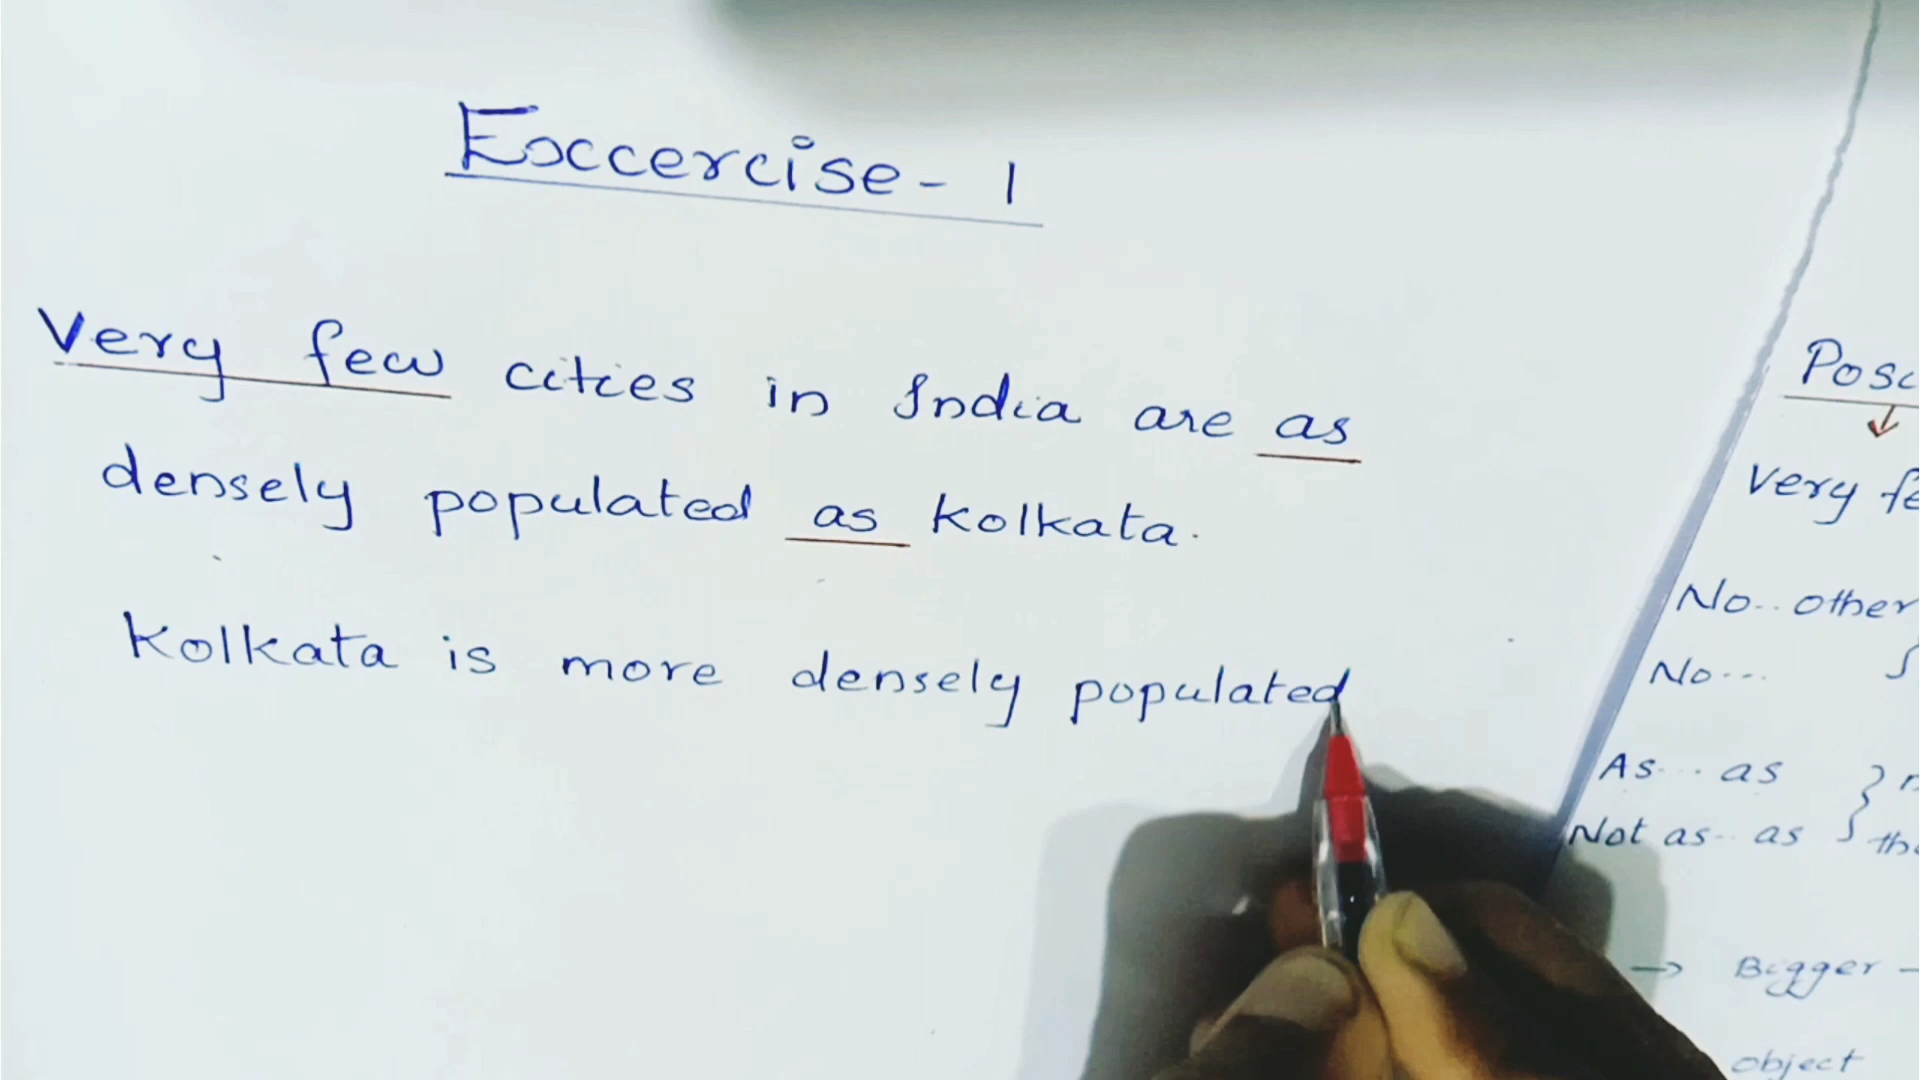 Exccercise - 1
Very few cities in India are as
densely populated as Kolkata.
Kolkata is more densely populated
Very
No.. other
No...
As... as
Not as.. as
→ Bigger -
object